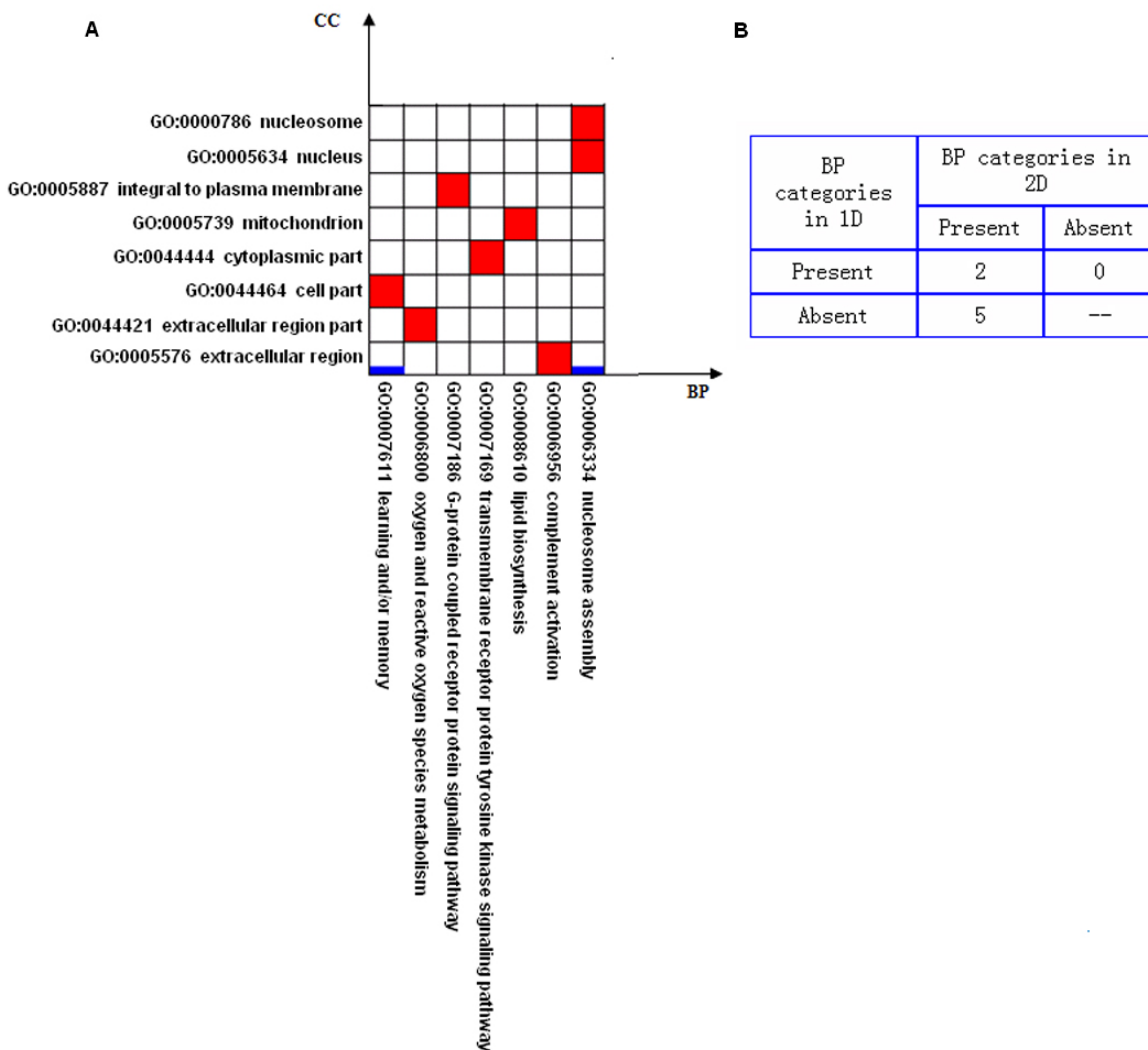 A
CC
GO:0000786 nucleosome
GO:0005634 nucleus
GO:0005887 integral to plasma membrane
GO:0005739 mitochondrion
GO:0044444 cytoplasmic part
GO:0044464 cell part
GO:0044421 extracellular region part
GO:0005576 extracellular region
BP
GO:0007611 learning and/or memory
GO:0006800 oxygen and reactive oxygen species metabolism
GO:0007186 G-protein coupled receptor protein signaling pathway
GO:0007169 transmembrane receptor protein tyrosine kinase signaling pathway
GO:0008610 lipid biosynthesis
GO:0006956 complement activation
GO:0006334 nucleosome assembly
B
BP
categories
in 1D
BP categories in
2D
Present Absent
Present 2 0
Absent 5 --